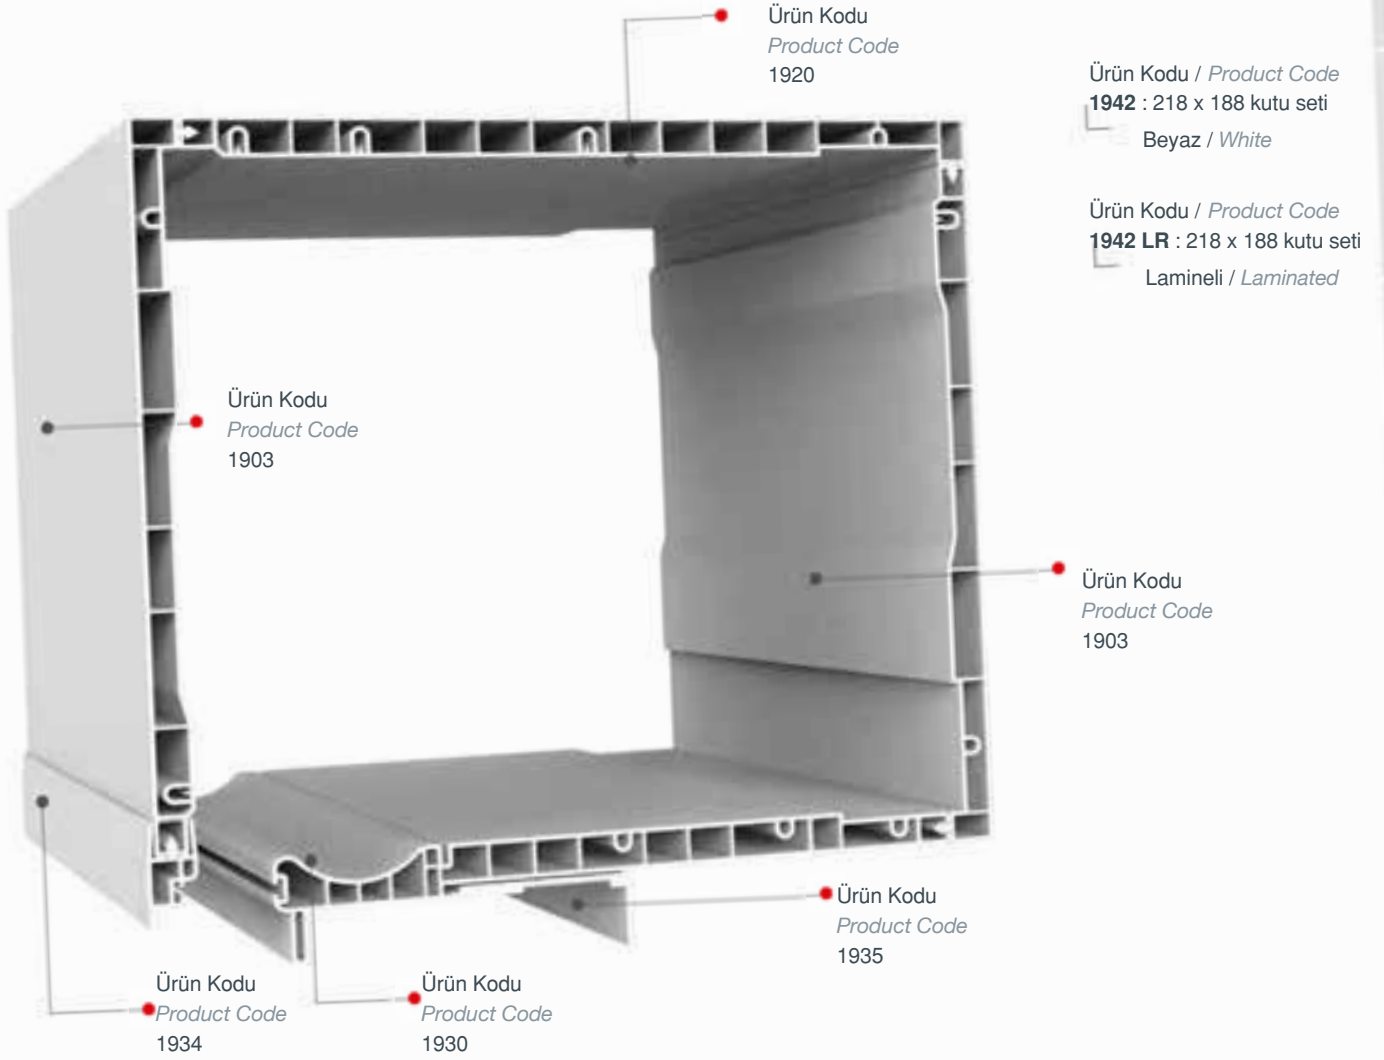 Ürün Kodu
Product Code
1920
Ürün Kodu / Product Code
1942 : 218 x 188 kutu seti
Beyaz / White
Ürün Kodu / Product Code
1942 LR : 218 x 188 kutu seti
Lamineli / Laminated
Ürün Kodu
Product Code
1903
Ürün Kodu
Product Code
1903
Ürün Kodu
Product Code
1935
Ürün Kodu
Product Code
1934
Ürün Kodu
Product Code
1930